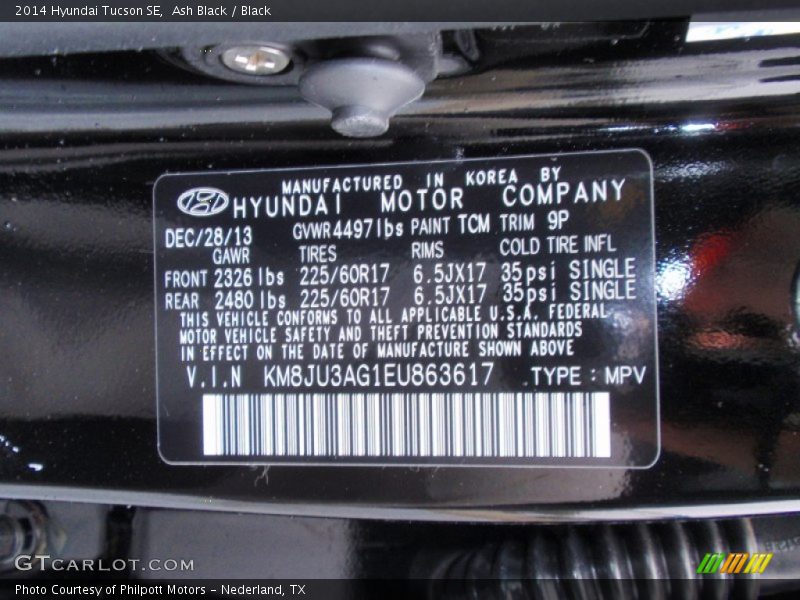 2014 Hyundai Tucson SE, Ash Black / Black
MANUFACTURED IN KOREA BY
HYUNDAI MOTOR COMPANY
DEC/28/13 GVWR 4497 lbs PAINT TCM TRIM 9P
GAWR TIRES RIMS COLD TIRE INFL
FRONT 2326 lbs 225/60R17 6.5JX17 35psi SINGLE
REAR 2480 lbs 225/60R17 6.5JX17 35psi SINGLE
THIS VEHICLE CONFORMS TO ALL APPLICABLE U.S.A. FEDERAL
MOTOR VEHICLE SAFETY AND THEFT PREVENTION STANDARDS
IN EFFECT ON THE DATE OF MANUFACTURE SHOWN ABOVE
V.I.N KM8JU3AG1EU863617 .TYPE : MPV
GTCARLOT.COM
Photo Courtesy of Philpott Motors – Nederland, TX